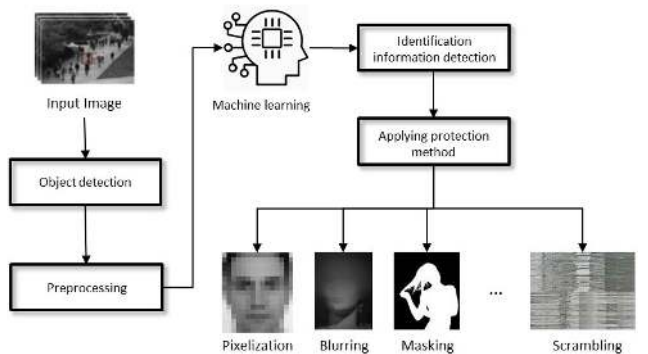 Input Image
Object detection
Preprocessing
Machine learning
Identification
information detection
Applying protection
method
Pixelization
Blurring
Masking
...
Scrambling